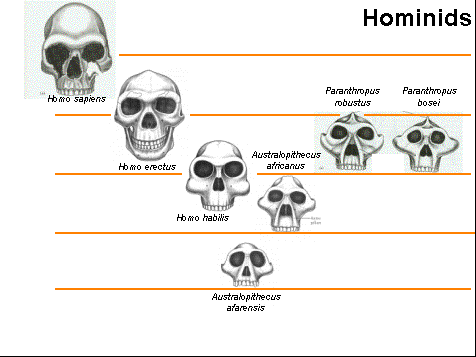 Hominids
Homo sapiens
Paranthropus
robustus
Paranthropus
bosei
Homo erectus
Australopithecus
africanus
Homo habilis
Australopithecus
afarensis